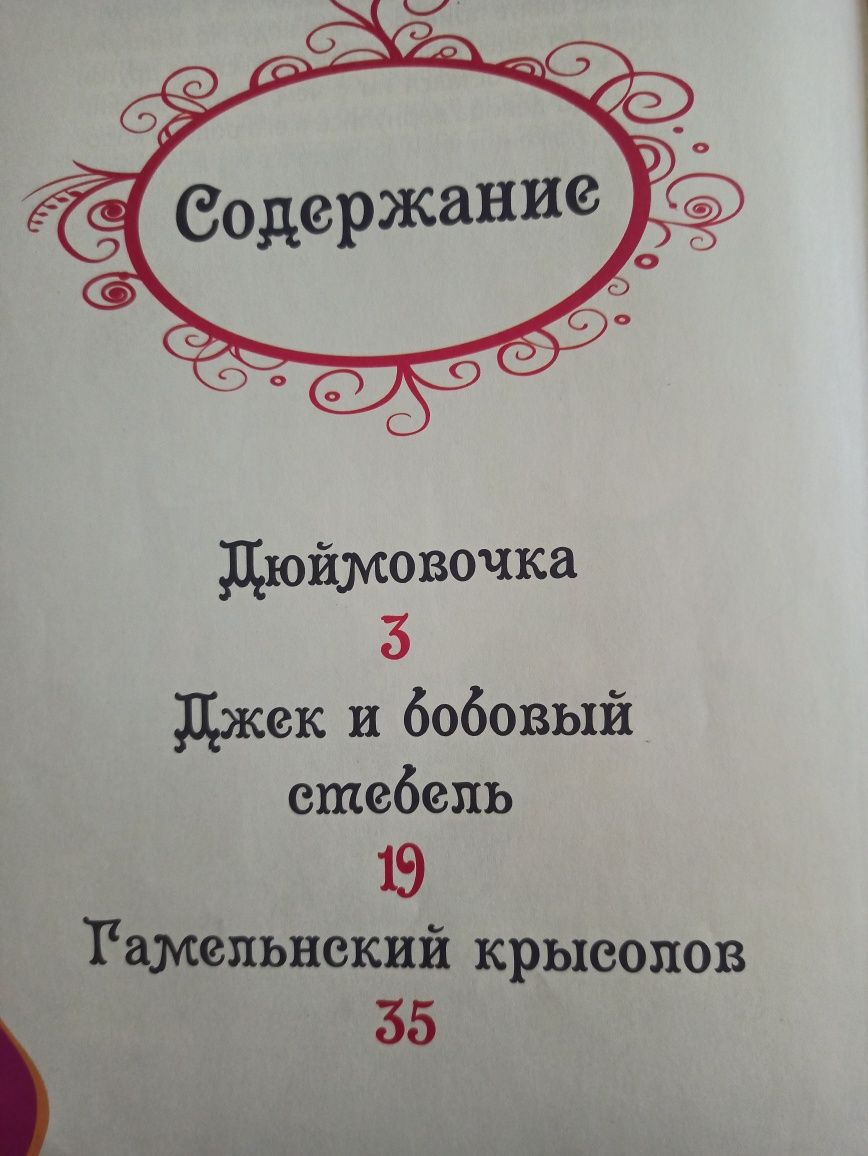 Содержание
Дюймовочка
3
Джек и бобовый
стебель
19
Гамельнский крысолов
35